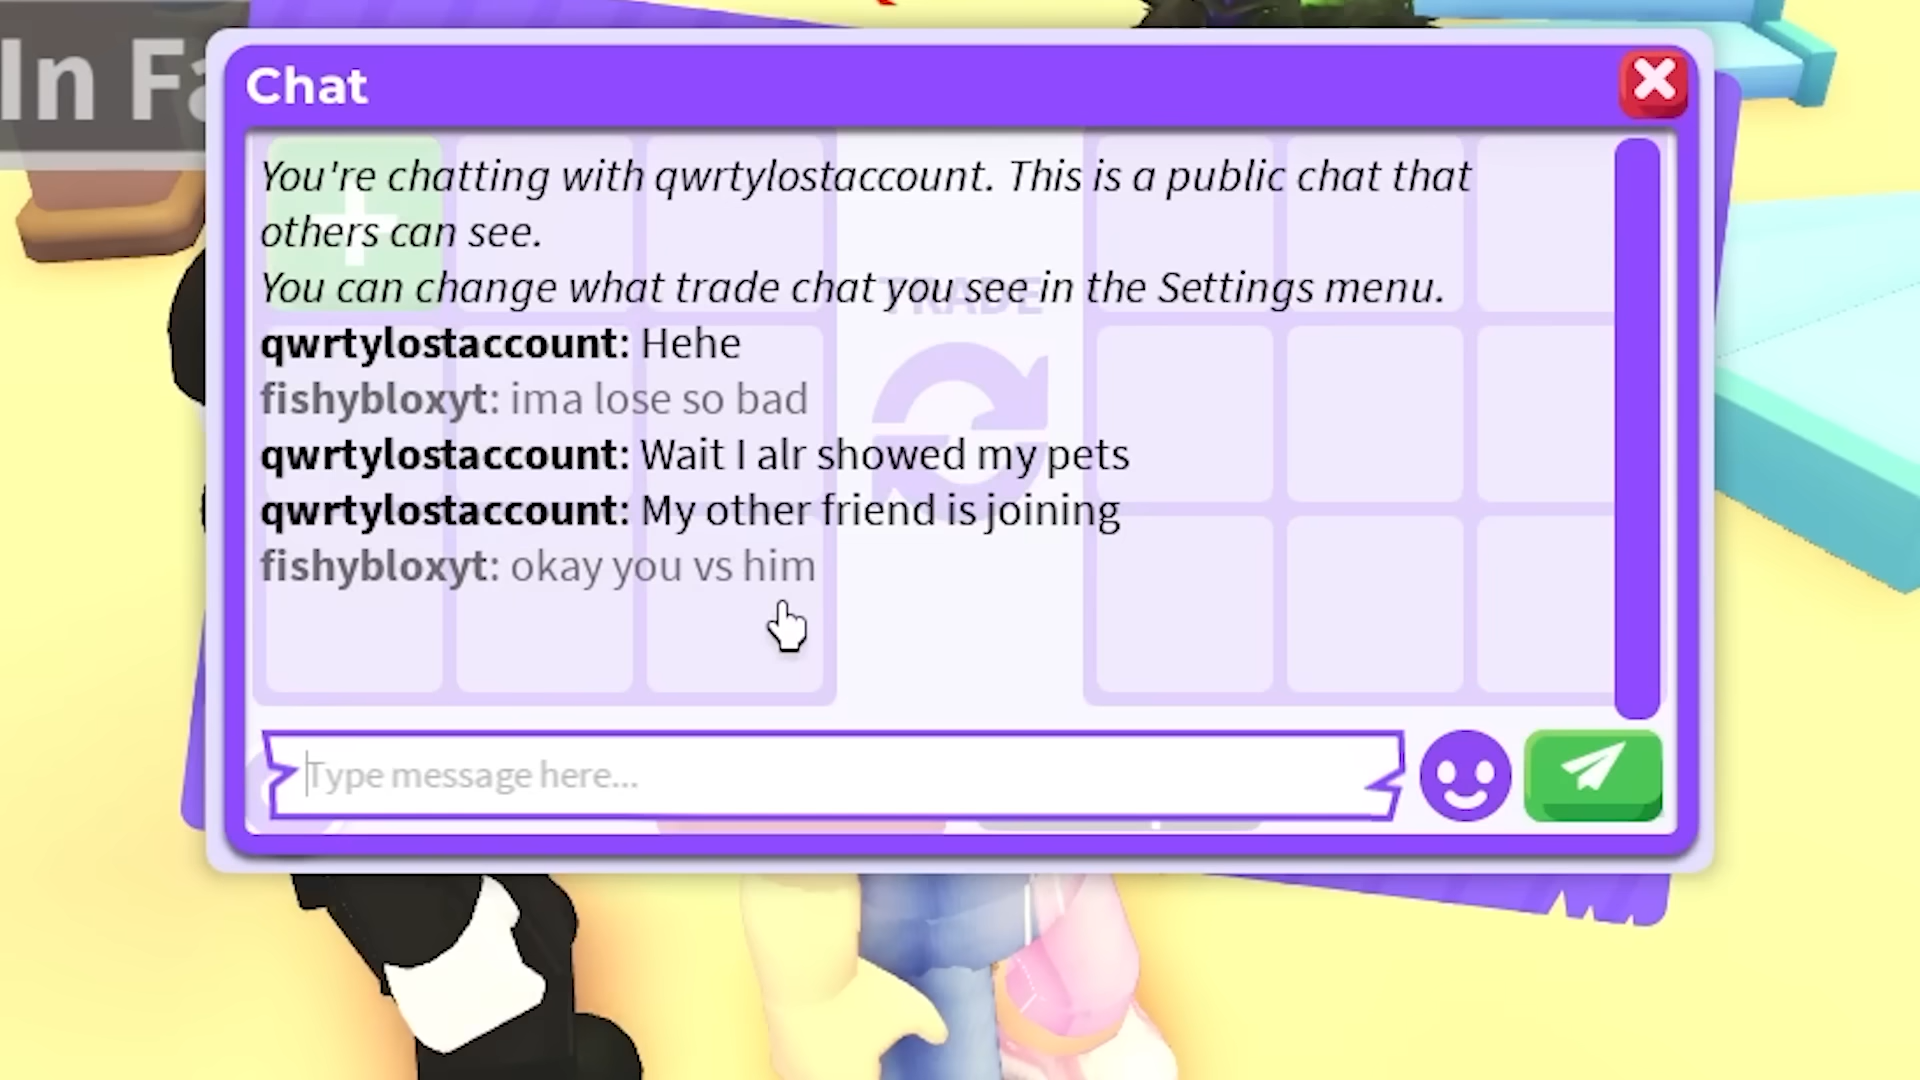 In Fa
Chat
You're chatting with qwrtylostaccount. This is a public chat that
others can see.
You can change what trade chat you see in the Settings menu.
TRADE
qwrtylostaccount: Hehe
fishybloxyt: ima lose so bad
qwrtylostaccount: Wait I alr showed my pets
qwrtylostaccount: My other friend is joining
fishybloxyt: okay you vs him
Type message here...